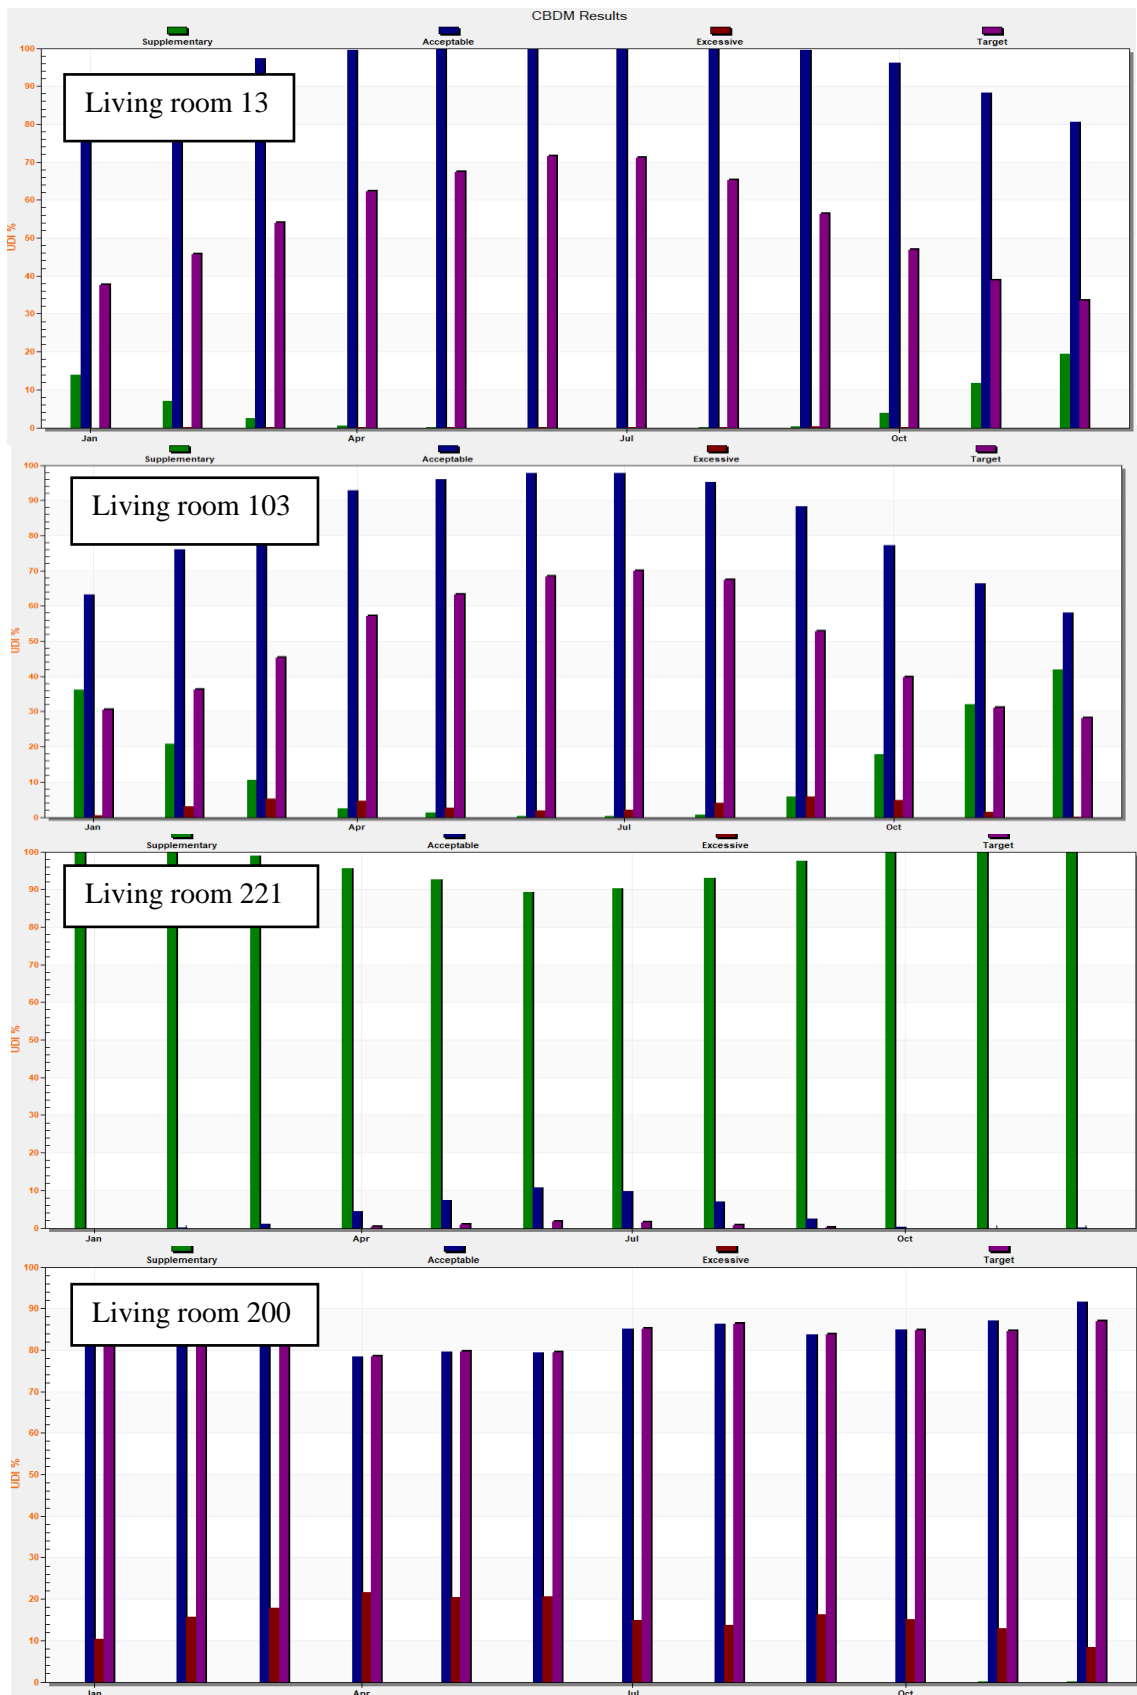 CBDM Results
Supplementary Acceptable Excessive Target
100
90
80
70
60
50
40
30
20
10
0
UDI %
Living room 13
Jan Apr Jul Oct
Supplementary Acceptable Excessive Target
100
90
80
70
60
50
40
30
20
10
0
UDI %
Living room 103
Jan Apr Jul Oct
Supplementary Acceptable Excessive Target
100
90
80
70
60
50
40
30
20
10
0
UDI %
Living room 221
Jan Apr Jul Oct
Supplementary Acceptable Excessive Target
100
90
80
70
60
50
40
30
20
10
0
UDI %
Living room 200
Jan Apr Jul Oct